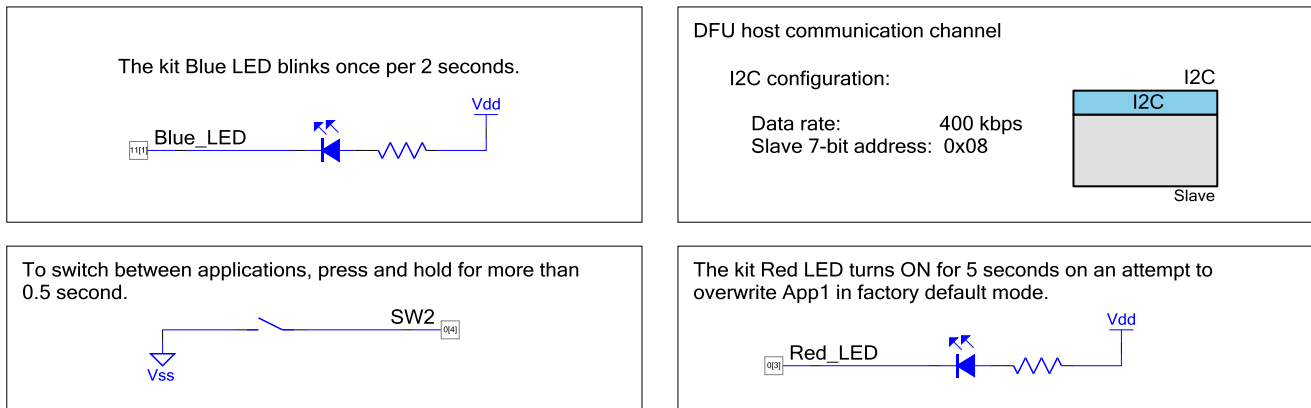 The kit Blue LED blinks once per 2 seconds.
Vdd
11[1]
Blue_LED
DFU host communication channel
I2C configuration:
I2C
I2C
Data rate: 400 kbps
Slave 7-bit address: 0x08
Slave
To switch between applications, press and hold for more than
0.5 second.
SW2
0[4]
Vss
The kit Red LED turns ON for 5 seconds on an attempt to
overwrite App1 in factory default mode.
Vdd
0[3]
Red_LED